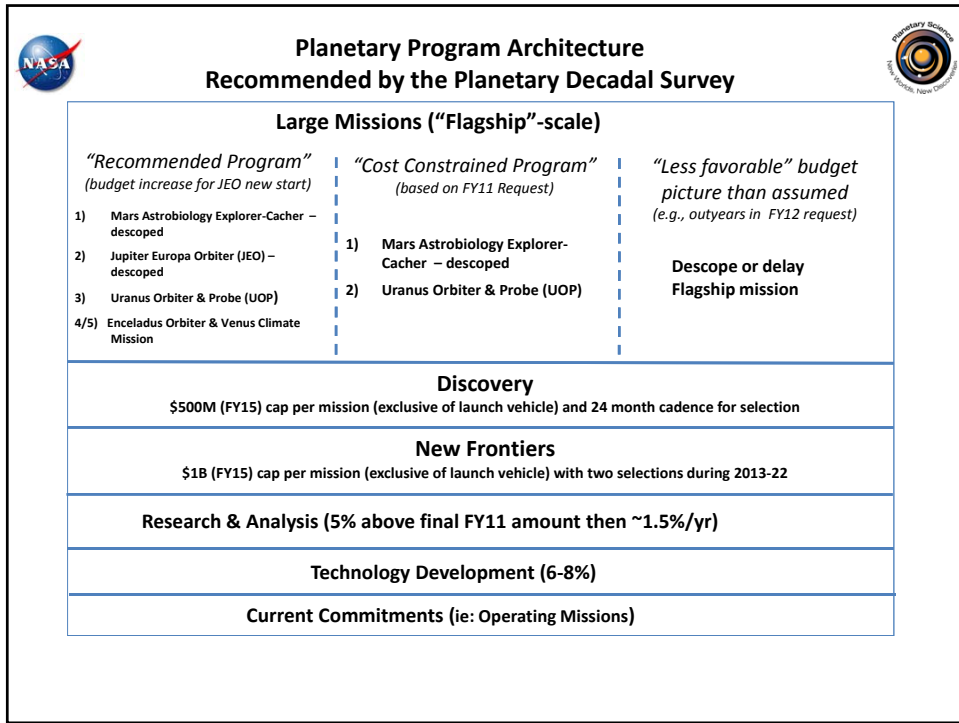 NASA
Planetary Program Architecture
Recommended by the Planetary Decadal Survey
Planetary Science
New Worlds, New Discoveries
Large Missions (“Flagship”-scale)
“Recommended Program”
(budget increase for JEO new start)
1) Mars Astrobiology Explorer-Cacher –
descoped
2) Jupiter Europa Orbiter (JEO) –
descoped
3) Uranus Orbiter & Probe (UOP)
4/5) Enceladus Orbiter & Venus Climate
Mission
“Cost Constrained Program”
(based on FY11 Request)
1) Mars Astrobiology Explorer-
Cacher – descoped
2) Uranus Orbiter & Probe (UOP)
“Less favorable” budget
picture than assumed
(e.g., outyears in FY12 request)
Descope or delay
Flagship mission
Discovery
$500M (FY15) cap per mission (exclusive of launch vehicle) and 24 month cadence for selection
New Frontiers
$1B (FY15) cap per mission (exclusive of launch vehicle) with two selections during 2013-22
Research & Analysis (5% above final FY11 amount then ~1.5%/yr)
Technology Development (6-8%)
Current Commitments (ie: Operating Missions)